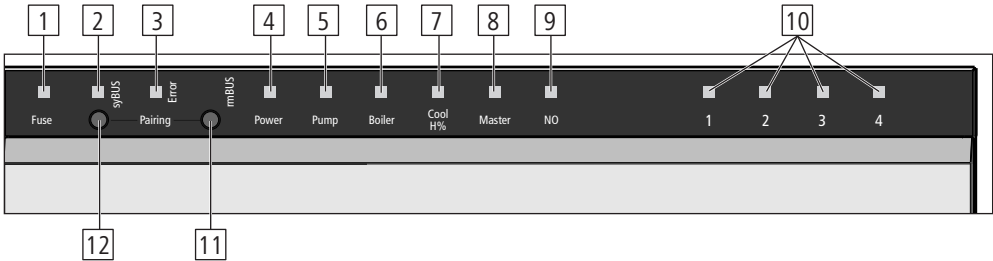 1 2 3 4 5 6 7 8 9 10
syBUS Error rmBUS
Fuse Pairing Power Pump Boiler Cool H% Master NO 1 2 3 4
12 11